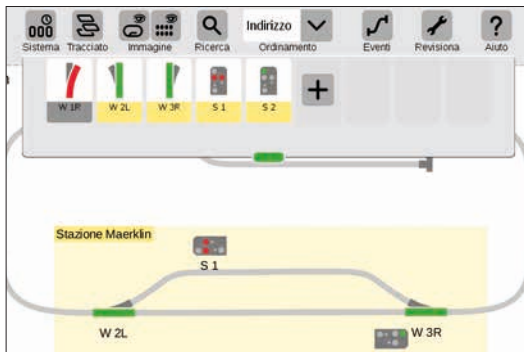 Indirizzo
Sistema Tracciato Immagine Ricerca Ordinamento Eventi Revisiona Aiuto
W 1R W 2L W 3R S 1 S 2
Stazione Maerklin
S 1
W 2L W 3R